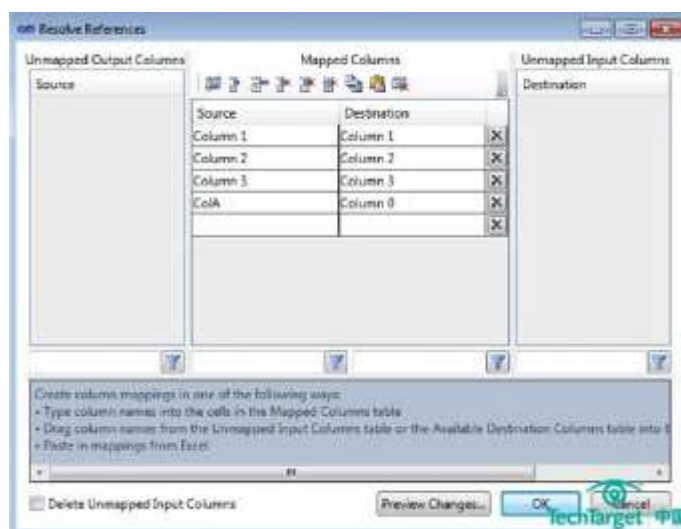 Resolve References
Unmapped Output Columns
Mapped Columns
Unmapped Input Columns
Source
Destination
Source Destination
Column 1 Column 1
Column 2 Column 2
Column 3 Column 3
ColA Column 0
Create column mappings in one of the following ways:
• Type column names into the cells in the Mapped Columns table
• Drag column names from the Unmapped Input Columns table or the Available Destination Columns table into
• Paste in mappings from Excel
Delete Unmapped Input Columns
Preview Changes...
OK
Cancel
TechTarget